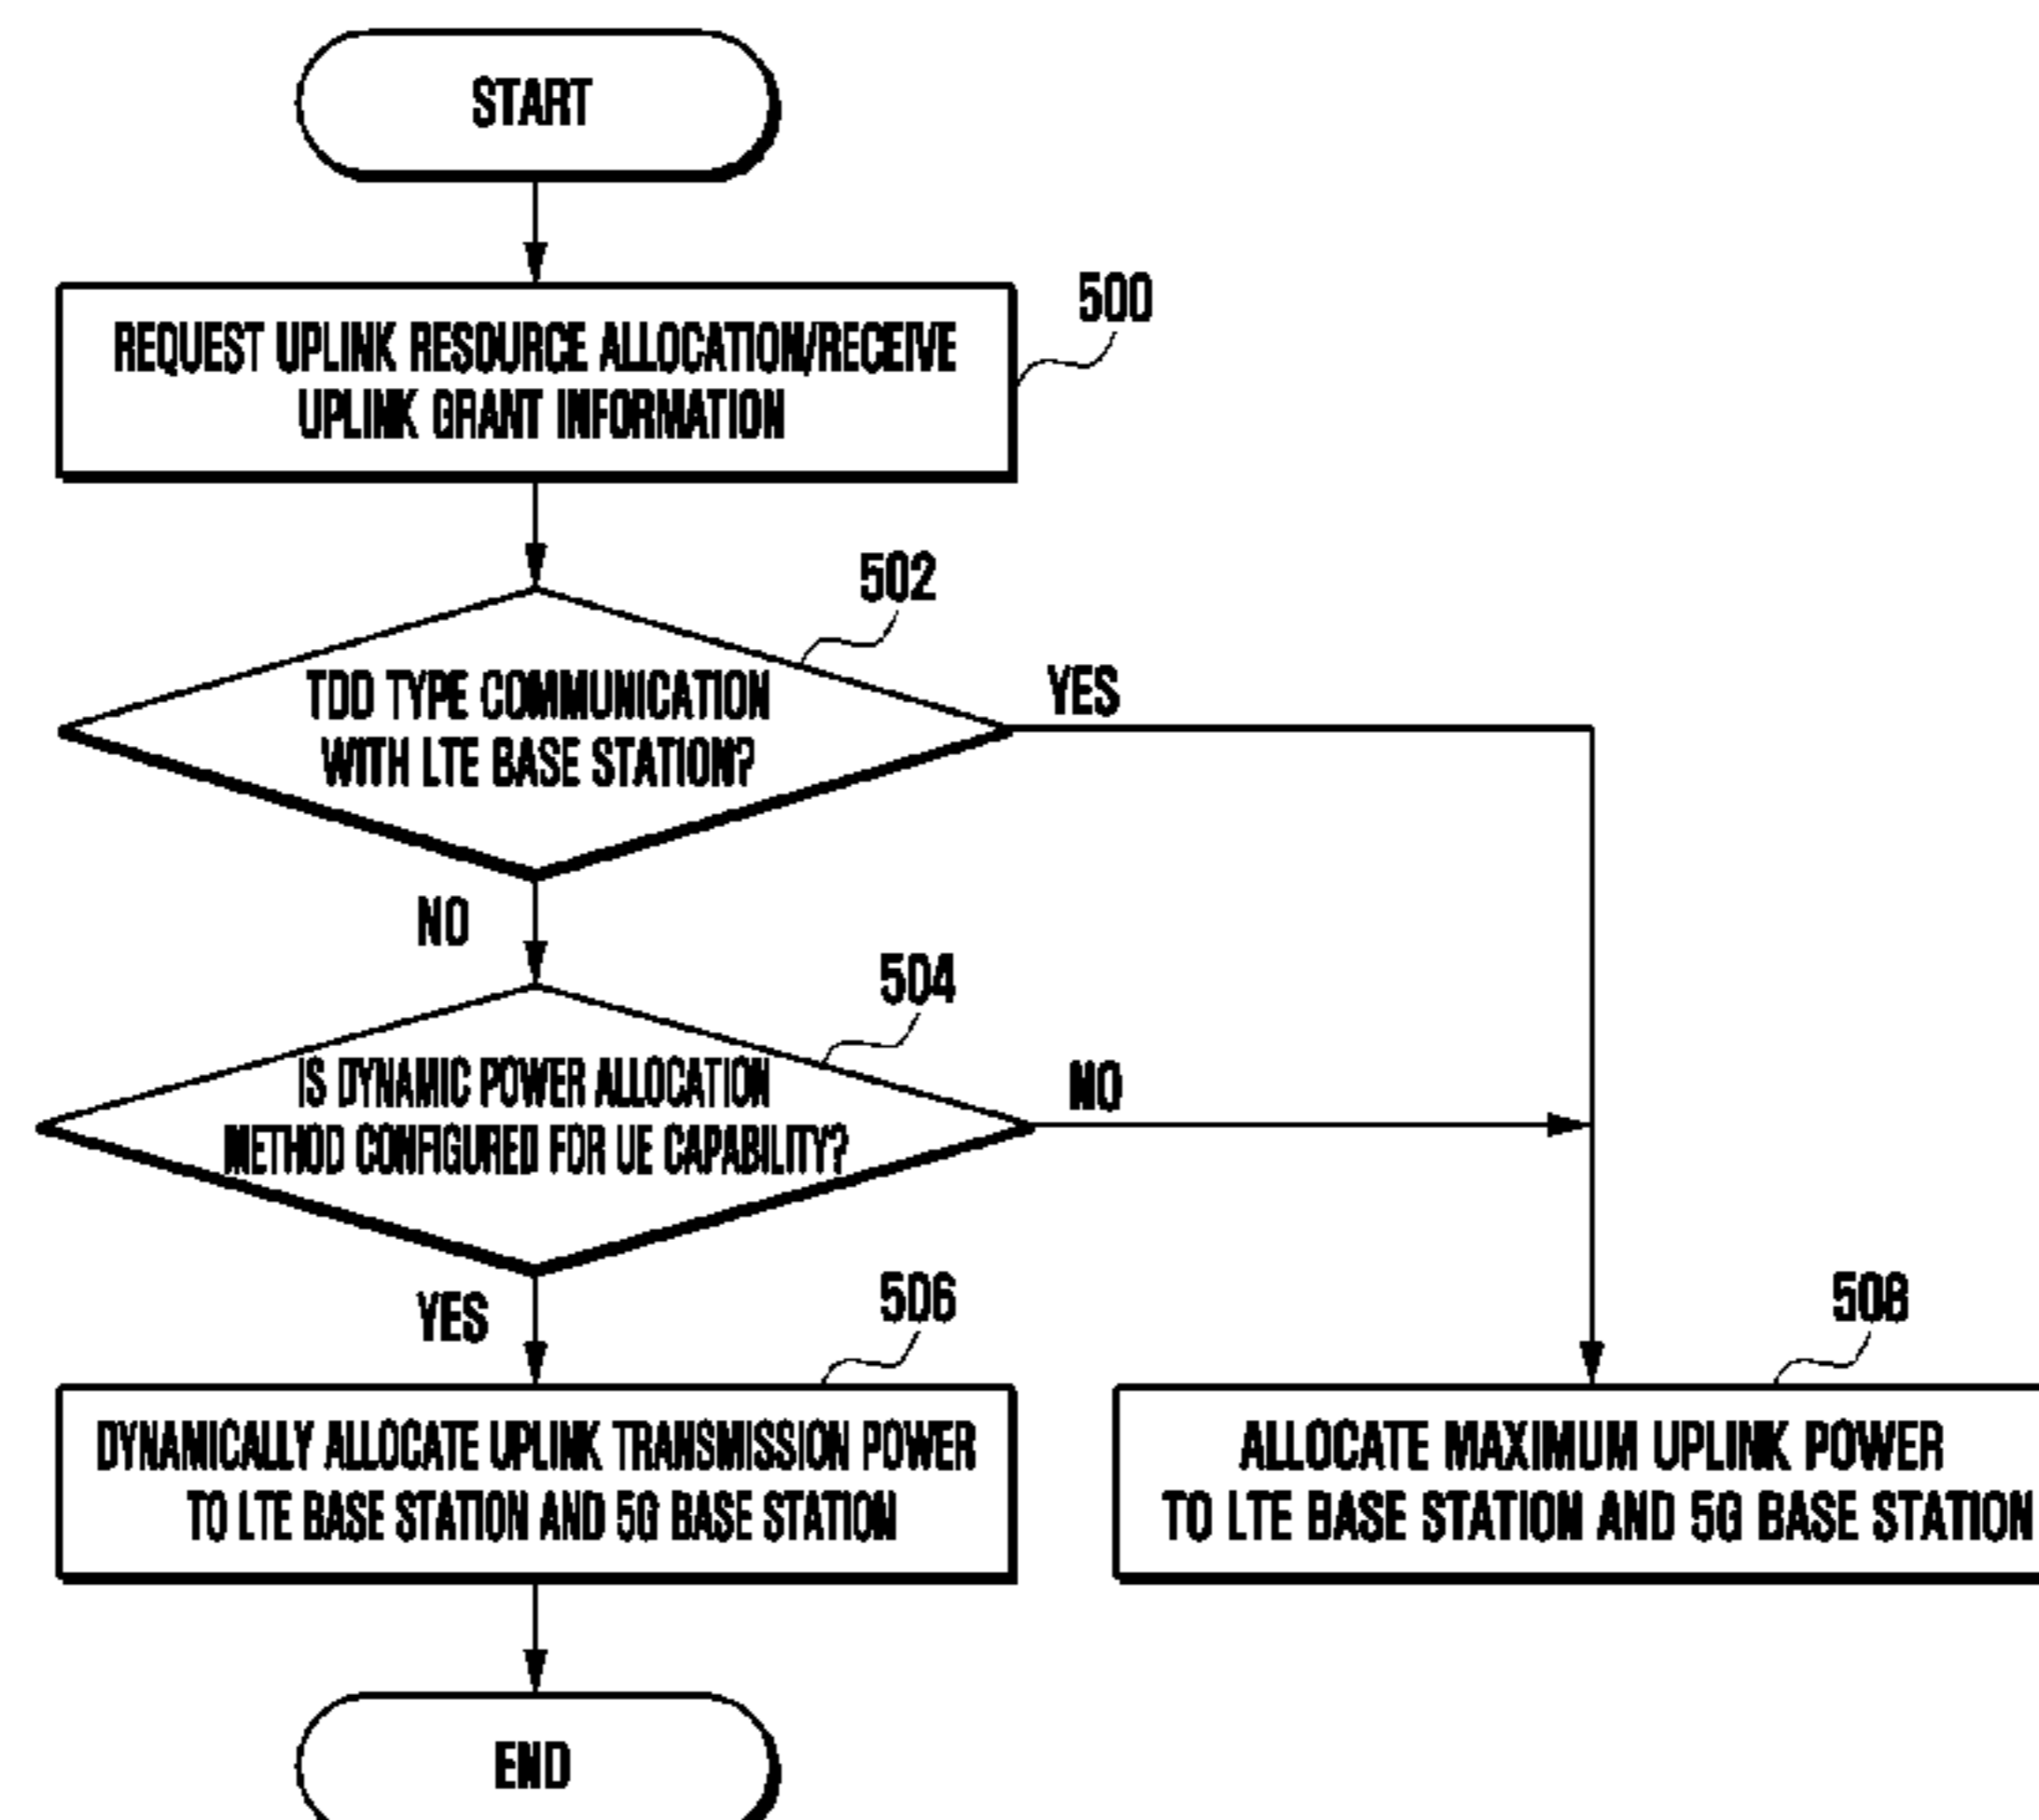 START
500
REQUEST UPLINK RESOURCE ALLOCATION/RECEIVE
UPLINK GRANT INFORMATION
502
TDD TYPE COMMUNICATION
WITH LTE BASE STATION?
YES
NO
504
IS DYNAMIC POWER ALLOCATION
METHOD CONFIGURED FOR UE CAPABILITY?
NO
YES
506
DYNAMICALLY ALLOCATE UPLINK TRANSMISSION POWER
TO LTE BASE STATION AND 5G BASE STATION
508
ALLOCATE MAXIMUM UPLINK POWER
TO LTE BASE STATION AND 5G BASE STATION
END